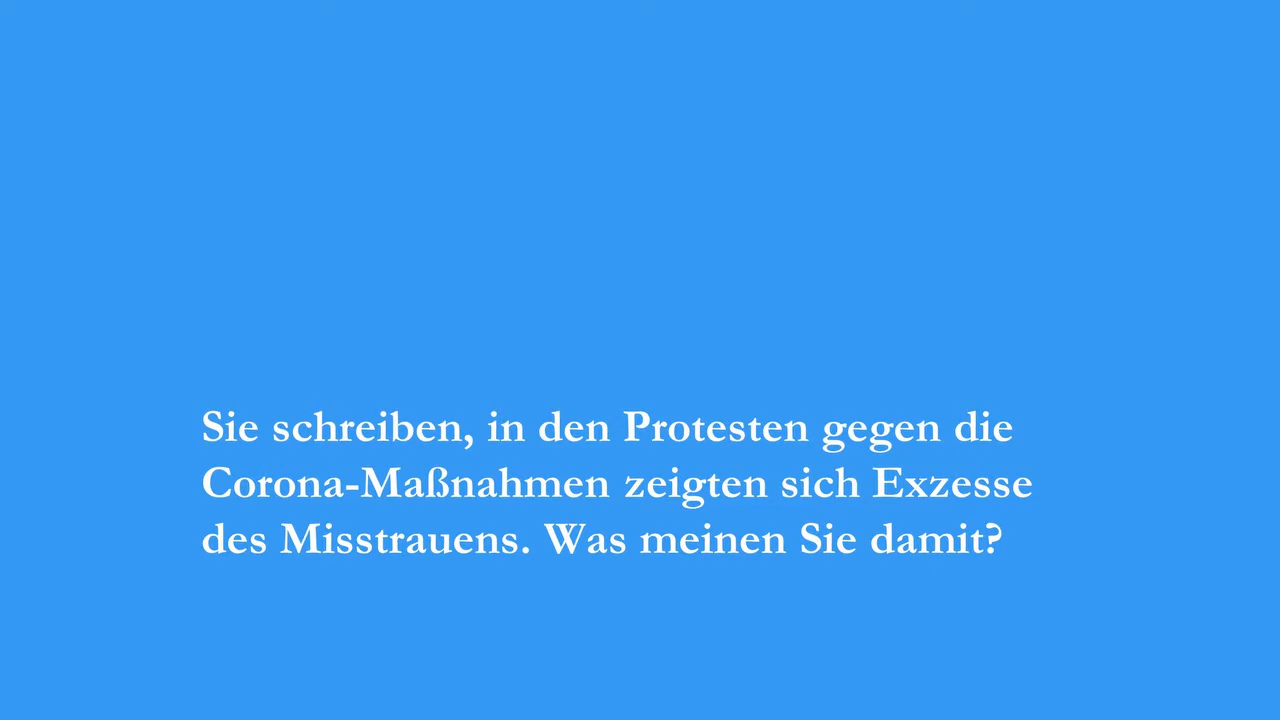 Sie schreiben, in den Protesten gegen die
Corona-Maßnahmen zeigten sich Exzesse
des Misstrauens. Was meinen Sie damit?